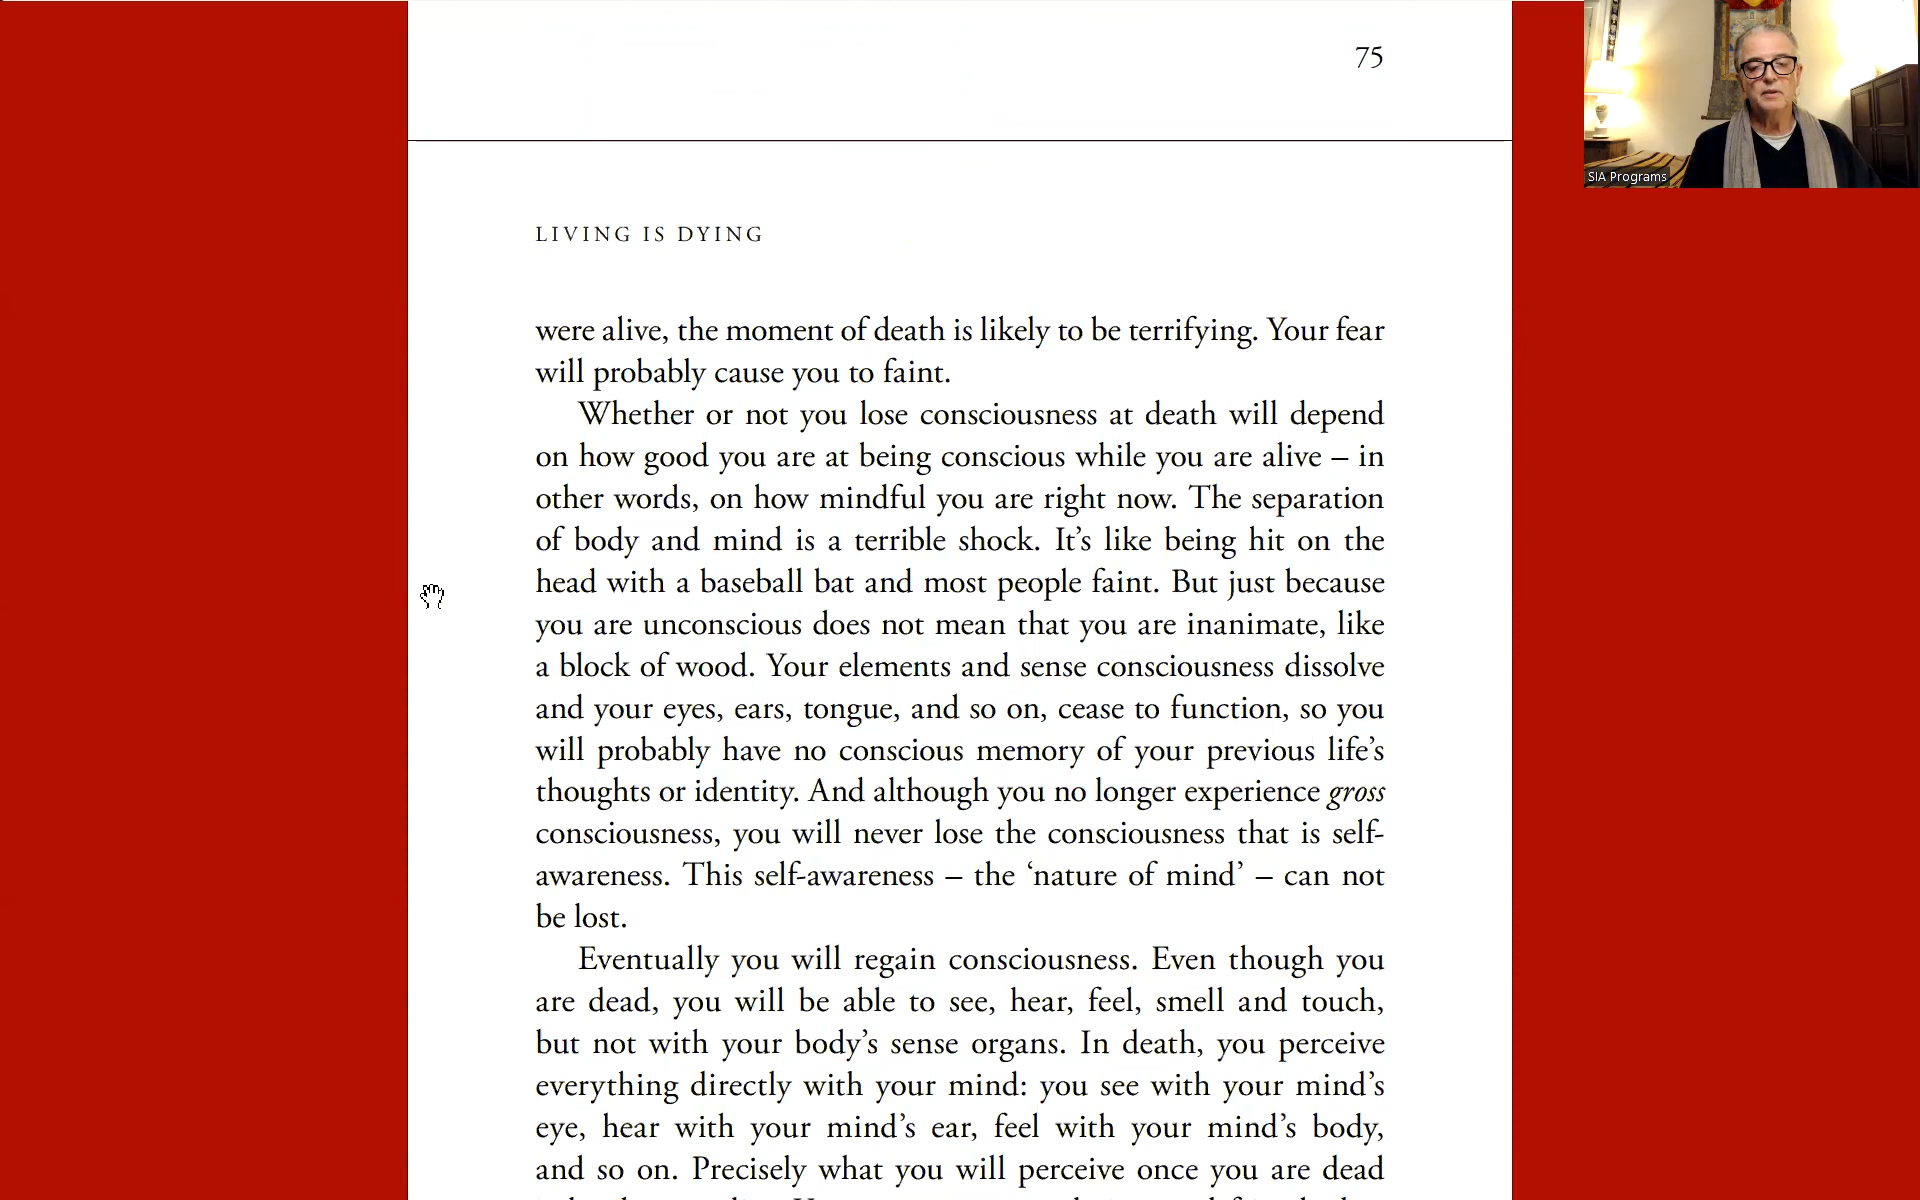 75
SIA Programs
LIVING IS DYING
were alive, the moment of death is likely to be terrifying. Your fear
will probably cause you to faint.
Whether or not you lose consciousness at death will depend
on how good you are at being conscious while you are alive – in
other words, on how mindful you are right now. The separation
of body and mind is a terrible shock. It’s like being hit on the
head with a baseball bat and most people faint. But just because
you are unconscious does not mean that you are inanimate, like
a block of wood. Your elements and sense consciousness dissolve
and your eyes, ears, tongue, and so on, cease to function, so you
will probably have no conscious memory of your previous life’s
thoughts or identity. And although you no longer experience gross
consciousness, you will never lose the consciousness that is self-
awareness. This self-awareness – the ‘nature of mind’ – can not
be lost.
Eventually you will regain consciousness. Even though you
are dead, you will be able to see, hear, feel, smell and touch,
but not with your body’s sense organs. In death, you perceive
everything directly with your mind: you see with your mind’s
eye, hear with your mind’s ear, feel with your mind’s body,
and so on. Precisely what you will perceive once you are dead